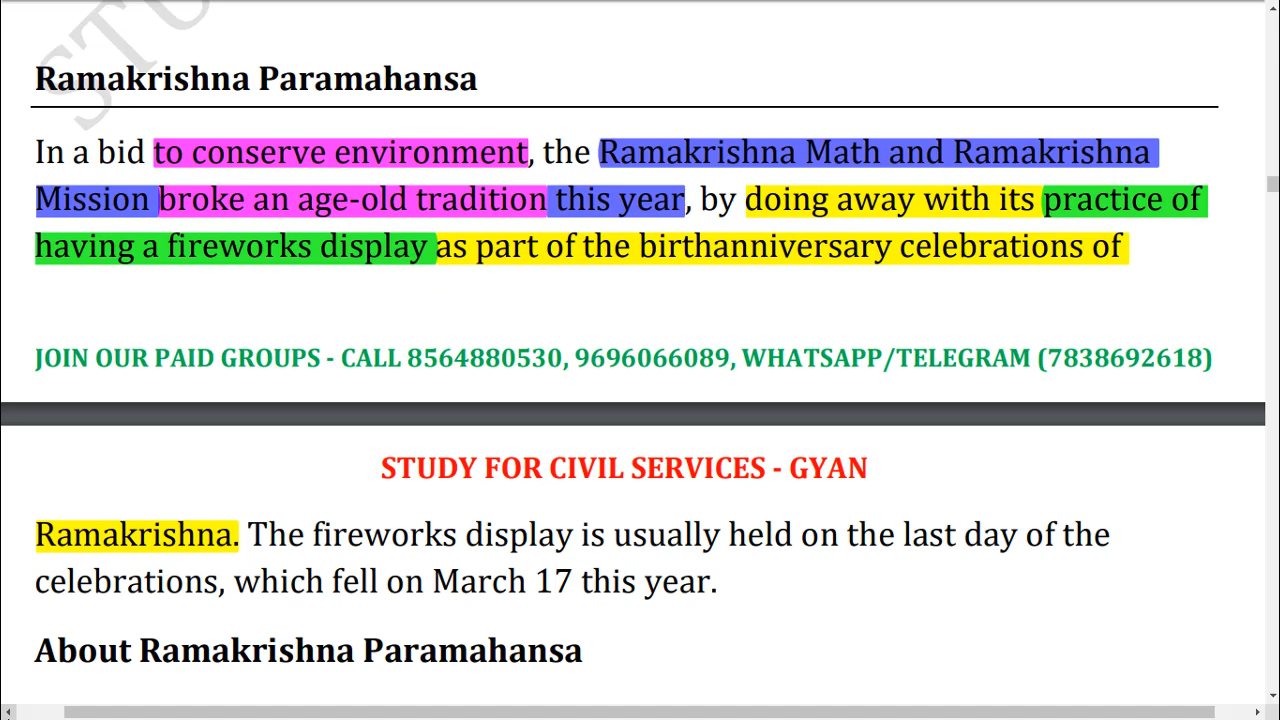 STU
Ramakrishna Paramahansa
In a bid to conserve environment, the Ramakrishna Math and Ramakrishna
Mission broke an age-old tradition this year, by doing away with its practice of
having a fireworks display as part of the birthanniversary celebrations of
JOIN OUR PAID GROUPS - CALL 8564880530, 9696066089, WHATSAPP/TELEGRAM (7838692618)
STUDY FOR CIVIL SERVICES - GYAN
Ramakrishna. The fireworks display is usually held on the last day of the
celebrations, which fell on March 17 this year.
About Ramakrishna Paramahansa